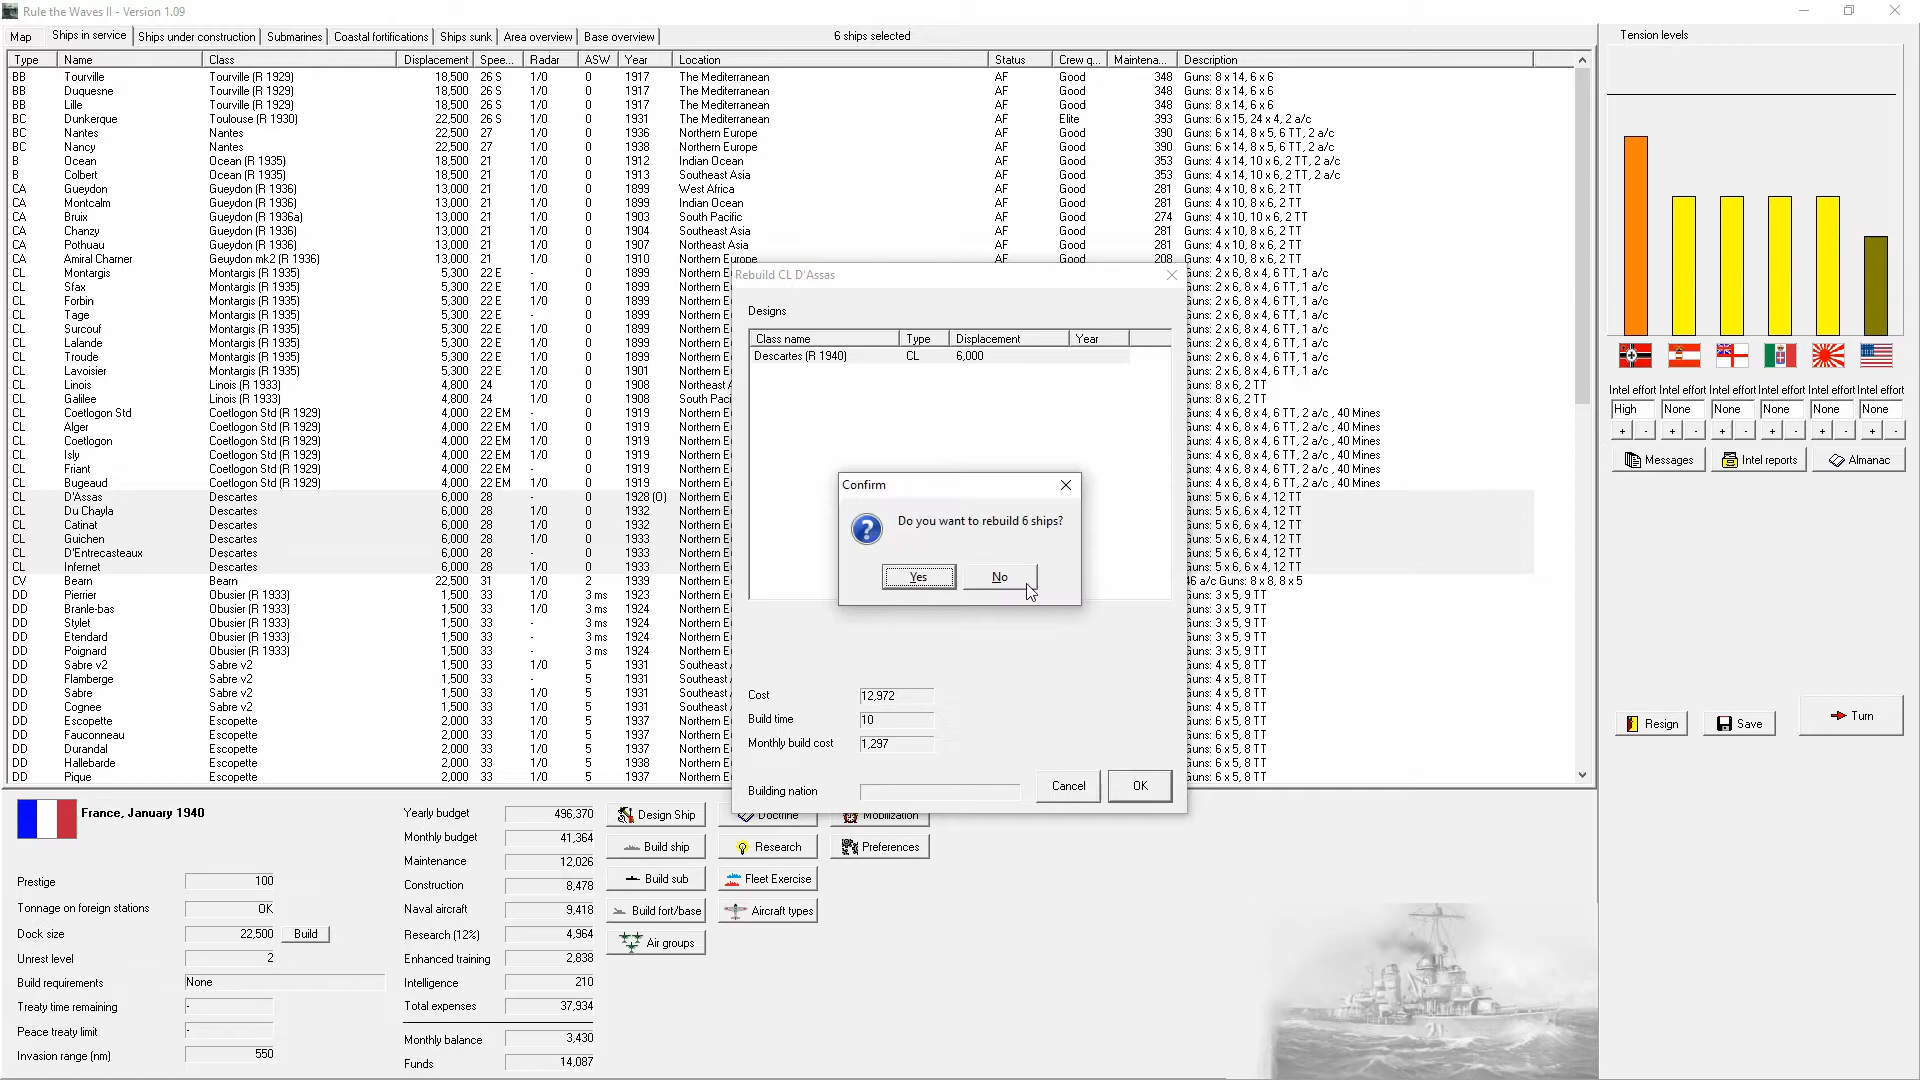 Rule the Waves II - Version 1.09
Map Ships in service Ships under construction Submarines Coastal fortifications Ships sunk Area overview Base overview 6 ships selected
Type Name Class Displacement Spee... Radar ASW Year Location Status Crew q... Maintena... Description
BB Tourville Tourville (R 1929) 18,500 26 S 1/0 0 1917 The Mediterranean AF Good 348 Guns: 8 x 14, 6 x 6
BB Duquesne Tourville (R 1929) 18,500 26 S 1/0 0 1917 The Mediterranean AF Good 348 Guns: 8 x 14, 6 x 6
BB Lille Tourville (R 1929) 18,500 26 S 1/0 0 1917 The Mediterranean AF Good 348 Guns: 8 x 14, 6 x 6
BC Dunkerque Toulouse (R 1930) 22,500 26 S 1/0 0 1931 The Mediterranean AF Elite 393 Guns: 6 x 15, 24 x 4, 2 a/c
BC Nantes Nantes 22,500 27 1/0 0 1936 Northern Europe AF Good 390 Guns: 6 x 14, 8 x 5, 6 TT, 2 a/c
BC Nancy Nantes 22,500 27 1/0 0 1938 Northern Europe AF Good 390 Guns: 6 x 14, 8 x 5, 6 TT, 2 a/c
B Ocean Ocean (R 1935) 18,500 21 1/0 0 1912 Indian Ocean AF Good 353 Guns: 4 x 14, 10 x 6, 2 TT, 2 a/c
B Colbert Ocean (R 1935) 18,500 21 1/0 0 1913 Southeast Asia AF Good 353 Guns: 4 x 14, 10 x 6, 2 TT, 2 a/c
CA Gueydon Gueydon (R 1936) 13,000 21 1/0 0 1899 West Africa AF Good 281 Guns: 4 x 10, 8 x 6, 2 TT
CA Montcalm Gueydon (R 1936) 13,000 21 1/0 0 1899 Indian Ocean AF Good 281 Guns: 4 x 10, 8 x 6, 2 TT
CA Bruix Gueydon (R 1936a) 13,000 21 1/0 0 1903 South Pacific AF Good 274 Guns: 4 x 10, 10 x 6, 2 TT
CA Chanzy Gueydon (R 1936) 13,000 21 1/0 0 1904 Southeast Asia AF Good 281 Guns: 4 x 10, 8 x 6, 2 TT
CA Pothuau Gueydon (R 1936) 13,000 21 1/0 0 1907 Northeast Asia AF Good 281 Guns: 4 x 10, 8 x 6, 2 TT
CA Amiral Charner Geuydon mk2 (R 1936) 13,000 21 1/0 0 1910 Northern Europe AF Good 208 Guns: 4 x 10, 8 x 6, 2 TT
CL Montargis Montargis (R 1935) 5,300 22 E - 0 1899 Northern E Guns: 2 x 6, 8 x 4, 6 TT, 1 a/c
CL Sfax Montargis (R 1935) 5,300 22 E 1/0 0 1899 Northern E Guns: 2 x 6, 8 x 4, 6 TT, 1 a/c
CL Forbin Montargis (R 1935) 5,300 22 E 1/0 0 1899 Northern E Guns: 2 x 6, 8 x 4, 6 TT, 1 a/c
CL Tage Montargis (R 1935) 5,300 22 E - 0 1899 Northern E Guns: 2 x 6, 8 x 4, 6 TT, 1 a/c
CL Surcouf Montargis (R 1935) 5,300 22 E 1/0 0 1899 Northern E Guns: 2 x 6, 8 x 4, 6 TT, 1 a/c
CL Lalande Montargis (R 1935) 5,300 22 E 1/0 0 1899 Northern E Guns: 2 x 6, 8 x 4, 6 TT, 1 a/c
CL Troude Montargis (R 1935) 5,300 22 E 1/0 0 1899 Northern E Guns: 2 x 6, 8 x 4, 6 TT, 1 a/c
CL Lavoisier Montargis (R 1935) 5,300 22 E 1/0 0 1901 Northern E Guns: 2 x 6, 8 x 4, 6 TT, 1 a/c
CL Linois Linois (R 1933) 4,800 24 1/0 0 1908 Northeast A Guns: 8 x 6, 2 TT
CL Galilee Linois (R 1933) 4,800 24 1/0 0 1908 South Paci Guns: 8 x 6, 2 TT
CL Coetlogon Std Coetlogon Std (R 1929) 4,000 22 EM - 0 1919 Northern E Guns: 4 x 6, 8 x 4, 6 TT, 2 a/c , 40 Mines
CL Alger Coetlogon Std (R 1929) 4,000 22 EM 1/0 0 1919 Northern E Guns: 4 x 6, 8 x 4, 6 TT, 2 a/c , 40 Mines
CL Coetlogon Coetlogon Std (R 1929) 4,000 22 EM 1/0 0 1919 Northern E Guns: 4 x 6, 8 x 4, 6 TT, 2 a/c , 40 Mines
CL Isly Coetlogon Std (R 1929) 4,000 22 EM 1/0 0 1919 Northern E Guns: 4 x 6, 8 x 4, 6 TT, 2 a/c , 40 Mines
CL Friant Coetlogon Std (R 1929) 4,000 22 EM - 0 1919 Northern E Guns: 4 x 6, 8 x 4, 6 TT, 2 a/c , 40 Mines
CL Bugeaud Coetlogon Std (R 1929) 4,000 22 EM 1/0 0 1919 Northern E Guns: 4 x 6, 8 x 4, 6 TT, 2 a/c , 40 Mines
CL D'Assas Descartes 6,000 28 - 0 1928 (O) Northern E Guns: 5 x 6, 6 x 4, 12 TT
CL Du Chayla Descartes 6,000 28 1/0 0 1932 Northern E Guns: 5 x 6, 6 x 4, 12 TT
CL Catinat Descartes 6,000 28 1/0 0 1932 Northern E Guns: 5 x 6, 6 x 4, 12 TT
CL Guichen Descartes 6,000 28 1/0 0 1933 Northern E Guns: 5 x 6, 6 x 4, 12 TT
CL D'Entrecasteaux Descartes 6,000 28 - 0 1933 Northern E Guns: 5 x 6, 6 x 4, 12 TT
CL Infernet Descartes 6,000 28 1/0 0 1933 Northern E Guns: 5 x 6, 6 x 4, 12 TT
CV Bearn Bearn 22,500 31 1/0 2 1939 Northern E 46 a/c Guns: 8 x 8, 8 x 5
DD Pierrier Obusier (R 1933) 1,500 33 - 3 ms 1923 Northern E Guns: 3 x 5, 9 TT
DD Branle-bas Obusier (R 1933) 1,500 33 1/0 3 ms 1924 Northern E Guns: 3 x 5, 9 TT
DD Stylet Obusier (R 1933) 1,500 33 - 3 ms 1924 Northern E Guns: 3 x 5, 9 TT
DD Etendard Obusier (R 1933) 1,500 33 - 3 ms 1924 Northern E Guns: 3 x 5, 9 TT
DD Poignard Obusier (R 1933) 1,500 33 - 3 ms 1924 Northern E Guns: 3 x 5, 9 TT
DD Sabre v2 Sabre v2 1,500 33 1/0 5 1931 Southeast Guns: 4 x 5, 8 TT
DD Flamberge Sabre v2 1,500 33 - 5 1931 Southeast Guns: 4 x 5, 8 TT
DD Sabre Sabre v2 1,500 33 1/0 5 1931 Southeast Guns: 4 x 5, 8 TT
DD Cognee Sabre v2 1,500 33 - 5 1931 Southeast Guns: 4 x 5, 8 TT
DD Escopette Escopette 2,000 33 1/0 5 1937 Northern E Guns: 6 x 5, 8 TT
DD Fauconneau Escopette 2,000 33 1/0 5 1937 Northern E Guns: 6 x 5, 8 TT
DD Durandal Escopette 2,000 33 1/0 5 1937 Northern E Guns: 6 x 5, 8 TT
DD Hallebarde Escopette 2,000 33 1/0 5 1938 Northern E Guns: 6 x 5, 8 TT
DD Pique Escopette 2,000 33 1/0 5 1937 Northern E Guns: 6 x 5, 8 TT
Rebuild CL D'Assas
Designs
Class name Type Displacement Year
Descartes (R 1940) CL 6,000
Confirm
Do you want to rebuild 6 ships?
Yes No
Cost 12,972
Build time 10
Monthly build cost 1,297
Building nation Cancel OK
Tension levels
Intel effort Intel effort Intel effort Intel effort Intel effort Intel effort
High None None None None None
+ - + - + - + - + - + -
Messages Intel reports Almanac
Resign Save Turn
France, January 1940
Prestige 100
Tonnage on foreign stations OK
Dock size 22,500 Build
Unrest level 2
Build requirements None
Treaty time remaining -
Peace treaty limit -
Invasion range (nm) 550
Yearly budget 496,370
Monthly budget 41,364
Maintenance 12,026
Construction 8,478
Naval aircraft 9,418
Research (12%) 4,964
Enhanced training 2,838
Intelligence 210
Total expenses 37,934
Monthly balance 3,430
Funds 14,087
Design Ship Doctrine Mobilization
Build ship Research Preferences
Build sub Fleet Exercise
Build fort/base Aircraft types
Air groups